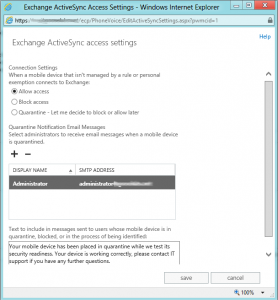 Exchange ActiveSync Access Settings - Windows Internet Explorer
/ecp/PhoneVoice/EditActiveSyncSettings.aspx?pwmcid=1
Help
Exchange ActiveSync access settings
Connection Settings
When a mobile device that isn't managed by a rule or personal
exemption connects to Exchange:
Allow access
Block access
Quarantine - Let me decide to block or allow later
Quarantine Notification Email Messages
Select administrators to receive email messages when a mobile device
is quarantined.
DISPLAY NAME SMTP ADDRESS
Administrator administrator@
Text to include in messages sent to users whose mobile device is in
quarantine, blocked, or in the process of being identified:
Your mobile device has been placed in quarantine while we test its
security readiness. Your device is working correctly, please contact IT
support if you have any further questions.
save cancel
100%